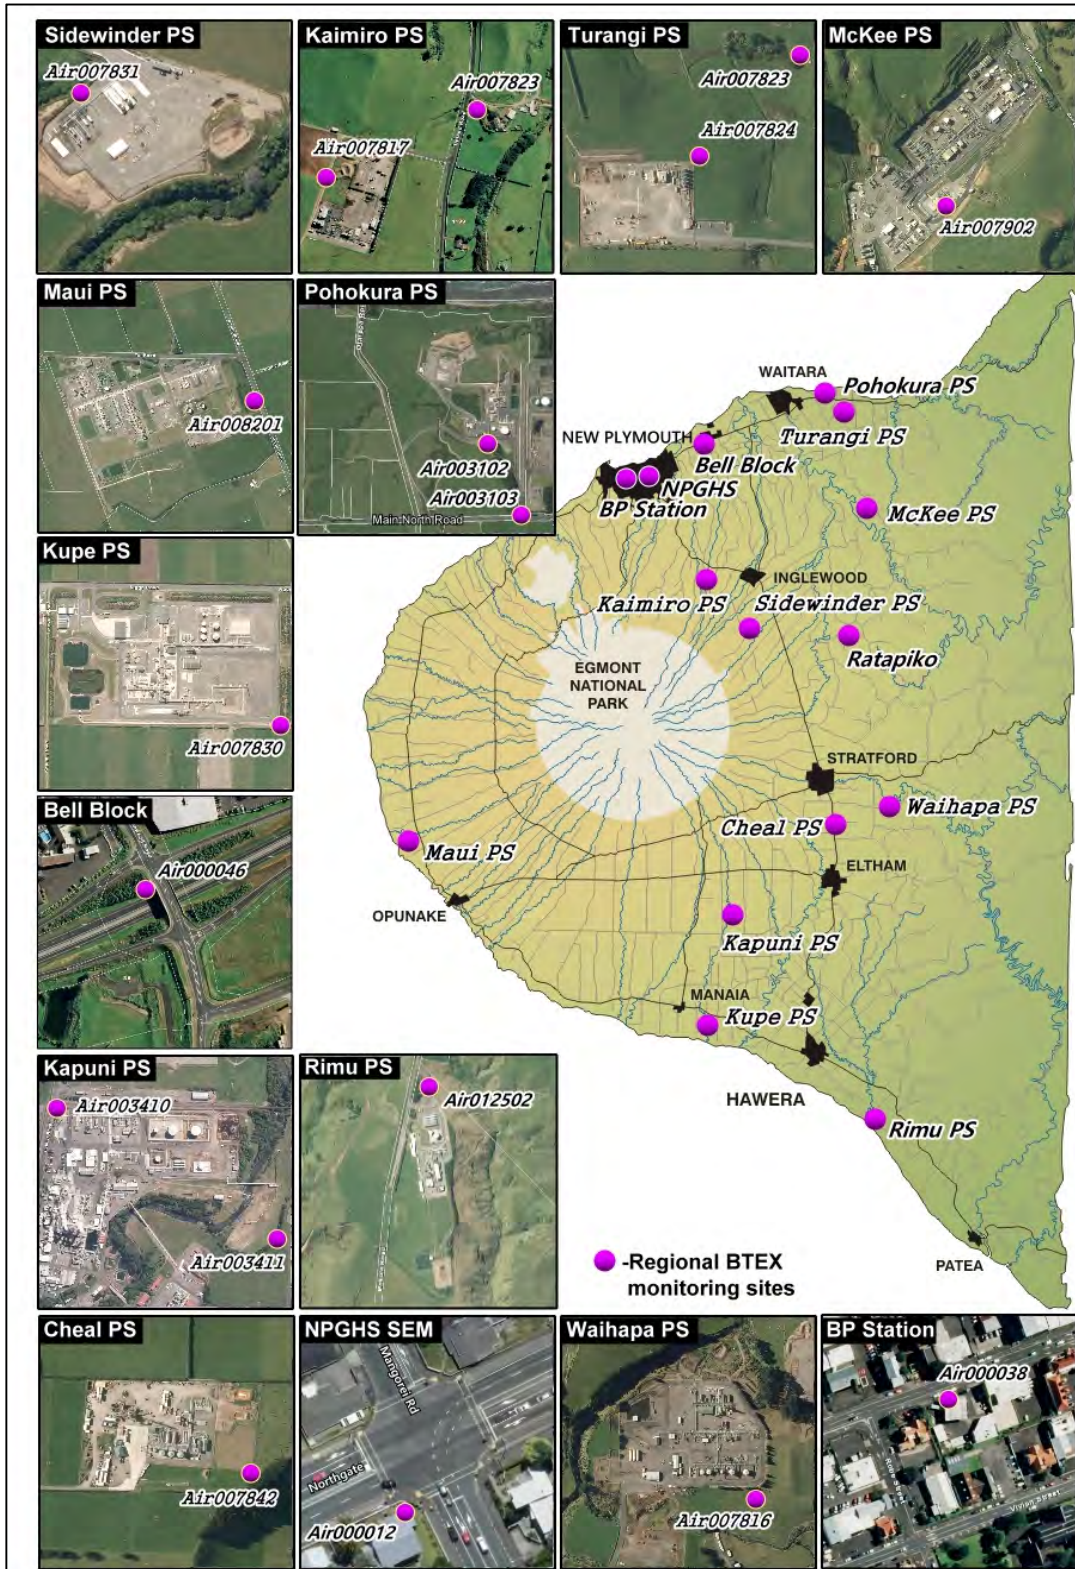 Sidewinder PS
Air007831
Kaimiro PS
Air007823
Air007817
Turangi PS
Air007823
Air007824
McKee PS
Air007902
Maui PS
Air008201
Pohokura PS
Air003102
Air003103
Main North Road
WAITARA
Pohokura PS
Turangi PS
NEW PLYMOUTH
Bell Block
NPGHS
BP Station
McKee PS
INGLEWOOD
Kaimiro PS
Sidewinder PS
Ratapiko
EGMONT
NATIONAL
PARK
STRATFORD
Waihapa PS
Cheal PS
Maui PS
ELTHAM
OPUNAKE
Kapuni PS
MANAIA
Kupe PS
HAWERA
Rimu PS
PATEA
-Regional BTEX
monitoring sites
Kupe PS
Air007830
Bell Block
Air000046
Kapuni PS
Air003410
Air003411
Rimu PS
Air012502
Cheal PS
Air007842
NPGHS SEM
Mangorei Rd
Northgate
Air000012
Waihapa PS
Air007816
BP Station
Air000038
Vivian Street